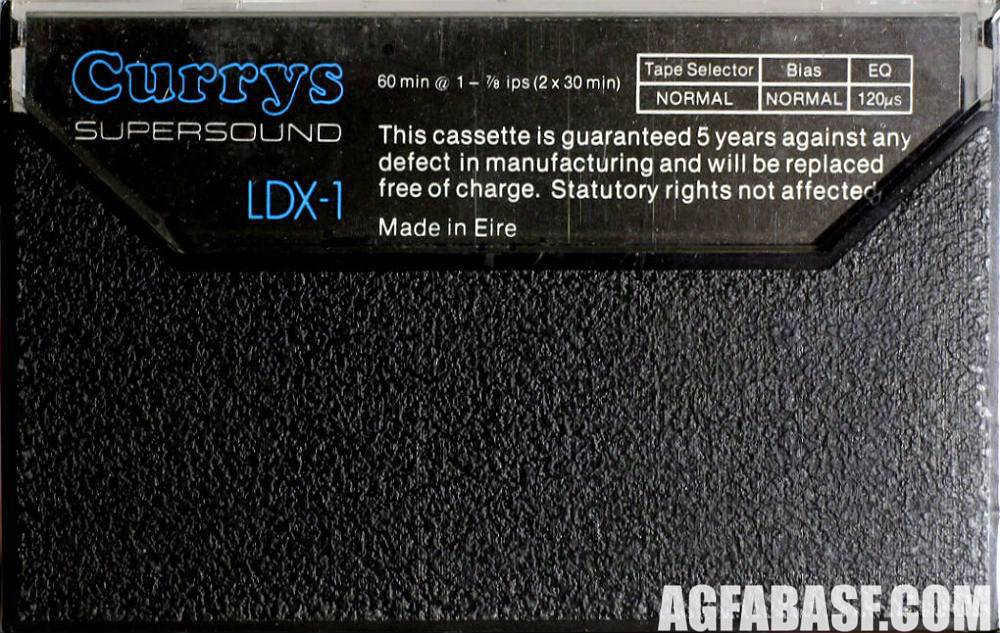 Currys
SUPERSOUND
LDX-1
60 min @ 1 - ⅞ ips (2 x 30 min)
Tape Selector Bias EQ
NORMAL NORMAL 120µs
This cassette is guaranteed 5 years against any
defect in manufacturing and will be replaced
free of charge. Statutory rights not affected
Made in Eire
AGFABASF.COM